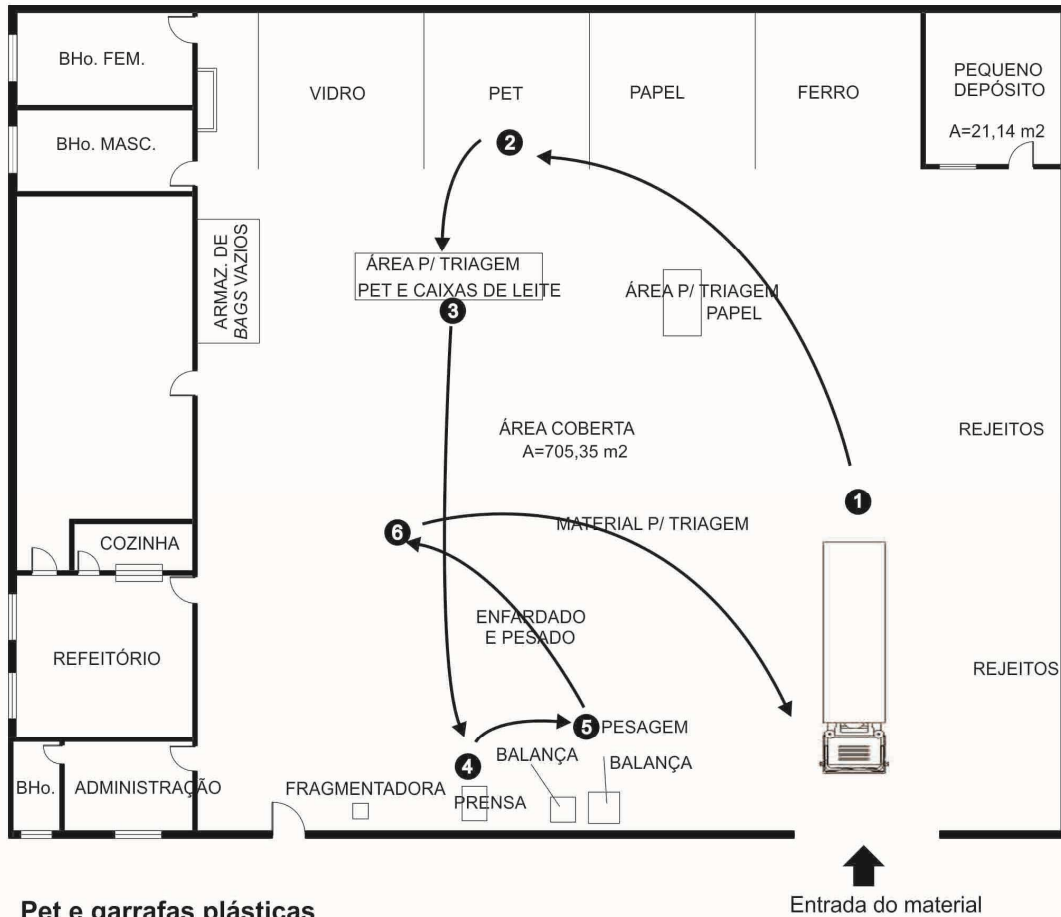 BHo. FEM.
VIDRO
PET
PAPEL
FERRO
PEQUENO
DEPÓSITO
A=21,14 m2
BHo. MASC.
2
ARMAZ. DE
BAGS VAZIOS
ÁREA P/ TRIAGEM
PET E CAIXAS DE LEITE
3
ÁREA P/ TRIAGEM
PAPEL
ÁREA COBERTA
A=705,35 m2
REJEITOS
1
6
MATERIAL P/ TRIAGEM
COZINHA
ENFARDADO
E PESADO
REFEITÓRIO
REJEITOS
5 PESAGEM
4
BALANÇA
BALANÇA
BHo.
ADMINISTRAÇÃO
FRAGMENTADORA
PRENSA
Entrada do material
Pet e garrafas plásticas